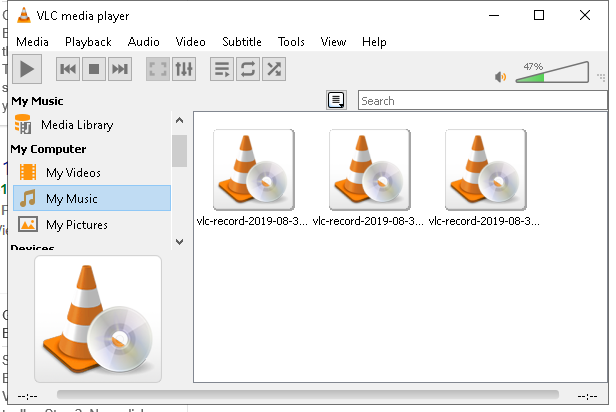 VLC media player
Media Playback Audio Video Subtitle Tools View Help
47%
My Music
Search
Media Library
My Computer
My Videos
My Music
My Pictures
Devices
vlc-record-2019-08-3... vlc-record-2019-08-3... vlc-record-2019-08-3...
--:-- --:--